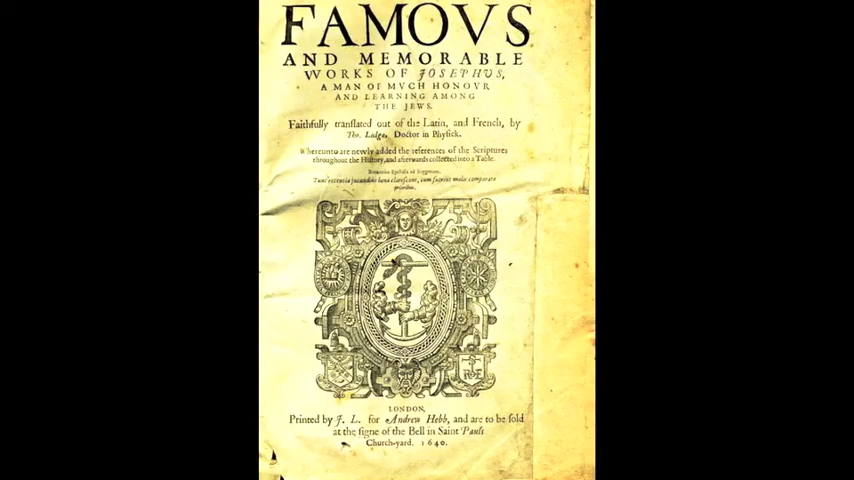 FAMOVS
AND MEMORABLE
VVORKS OF JOSEPHVS,
A MAN OF MVCH HONOVR
AND LEARNING AMONG
THE JEWS.
Faithfully translated out of the Latin, and French, by
Tho. Lodge, Doctor in Physick.
Whereunto are newly added the references of the Scriptures
throughout the History, and afterwards collected into a Table.
Tunc recentia jucundius bona clarescunt, cum fuerint malis comparata
prioribus.
LONDON,
Printed by J. L. for Andrew Hebb, and are to be sold
at the signe of the Bell in Saint Pauls
Church-yard. 1640.